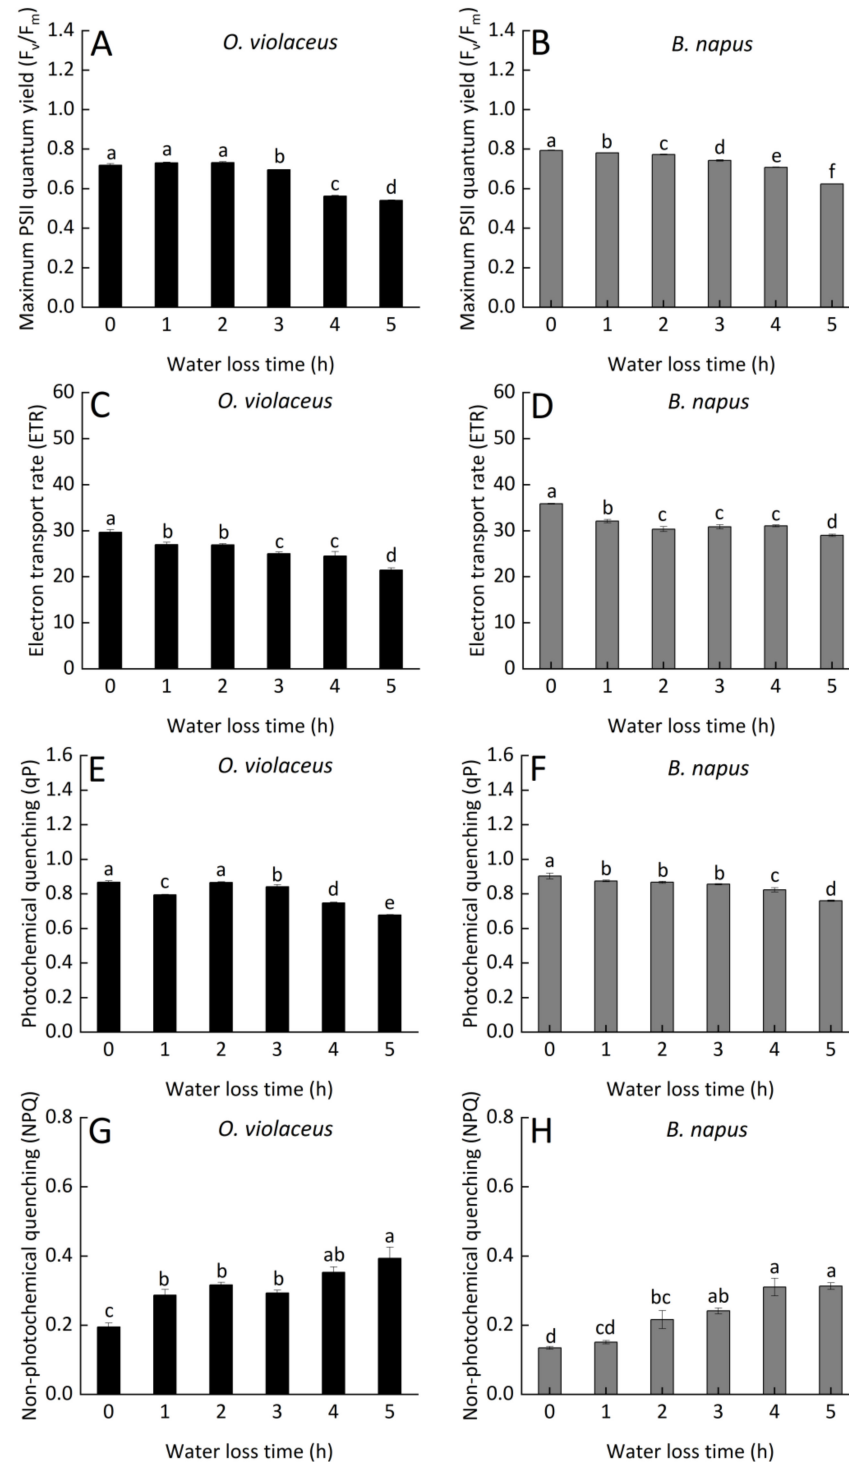 A
O. violaceus
Maximum PSII quantum yield (Fv/Fm)
1.4
1.2
1.0
0.8
0.6
0.4
0.2
0.0
a a a b c d
0 1 2 3 4 5
Water loss time (h)
B
B. napus
Maximum PSII quantum yield (Fv/Fm)
1.4
1.2
1.0
0.8
0.6
0.4
0.2
0.0
a b c d e f
0 1 2 3 4 5
Water loss time (h)
C
O. violaceus
Electron transport rate (ETR)
60
50
40
30
20
10
0
a b b c c d
0 1 2 3 4 5
Water loss time (h)
D
B. napus
Electron transport rate (ETR)
60
50
40
30
20
10
0
a b c c c d
0 1 2 3 4 5
Water loss time (h)
E
O. violaceus
Photochemical quenching (qP)
1.6
1.4
1.2
1.0
0.8
0.6
0.4
0.2
0.0
a c a b d e
0 1 2 3 4 5
Water loss time (h)
F
B. napus
Photochemical quenching (qP)
1.6
1.4
1.2
1.0
0.8
0.6
0.4
0.2
0.0
a b b b c d
0 1 2 3 4 5
Water loss time (h)
G
O. violaceus
Non-photochemical quenching (NPQ)
0.8
0.6
0.4
0.2
0.0
c b b b ab a
0 1 2 3 4 5
Water loss time (h)
H
B. napus
Non-photochemical quenching (NPQ)
0.8
0.6
0.4
0.2
0.0
d cd bc ab a a
0 1 2 3 4 5
Water loss time (h)